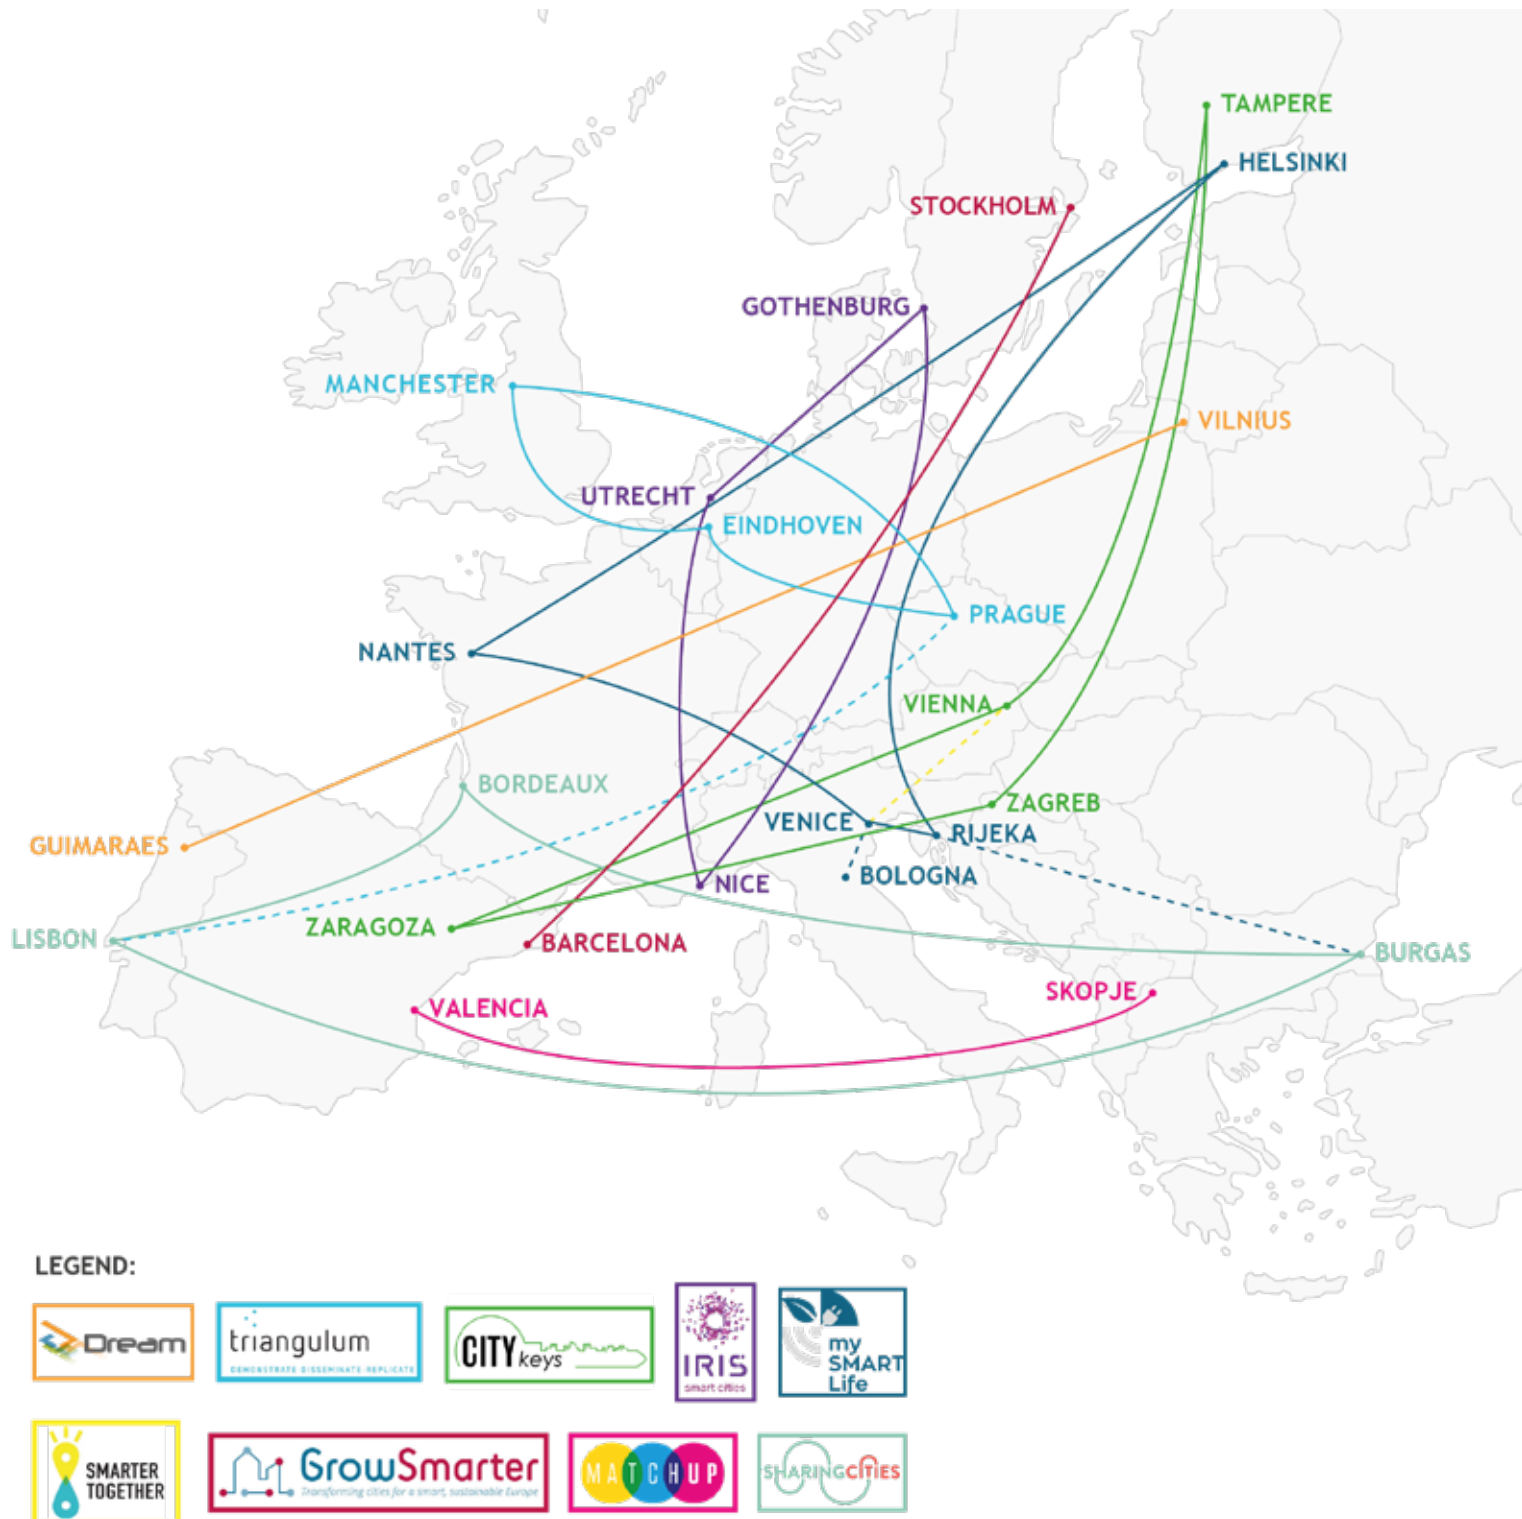 TAMPERE
HELSINKI
STOCKHOLM
GOTHENBURG
MANCHESTER
VILNIUS
UTRECHT
EINDHOVEN
PRAGUE
NANTES
VIENNA
BORDEAUX
ZAGREB
VENICE
RIJEKA
GUIMARAES
BOLOGNA
NICE
ZARAGOZA
LISBON
BARCELONA
BURGAS
SKOPJE
VALENCIA
LEGEND:
Dream
triangulum
DEMONSTRATE·DISSEMINATE·REPLICATE
CITY keys
IRIS
smart cities
my
SMART
Life
SMARTER
TOGETHER
GrowSmarter
Transforming cities for a smart, sustainable Europe
MATCHUP
SHARINGCITIES